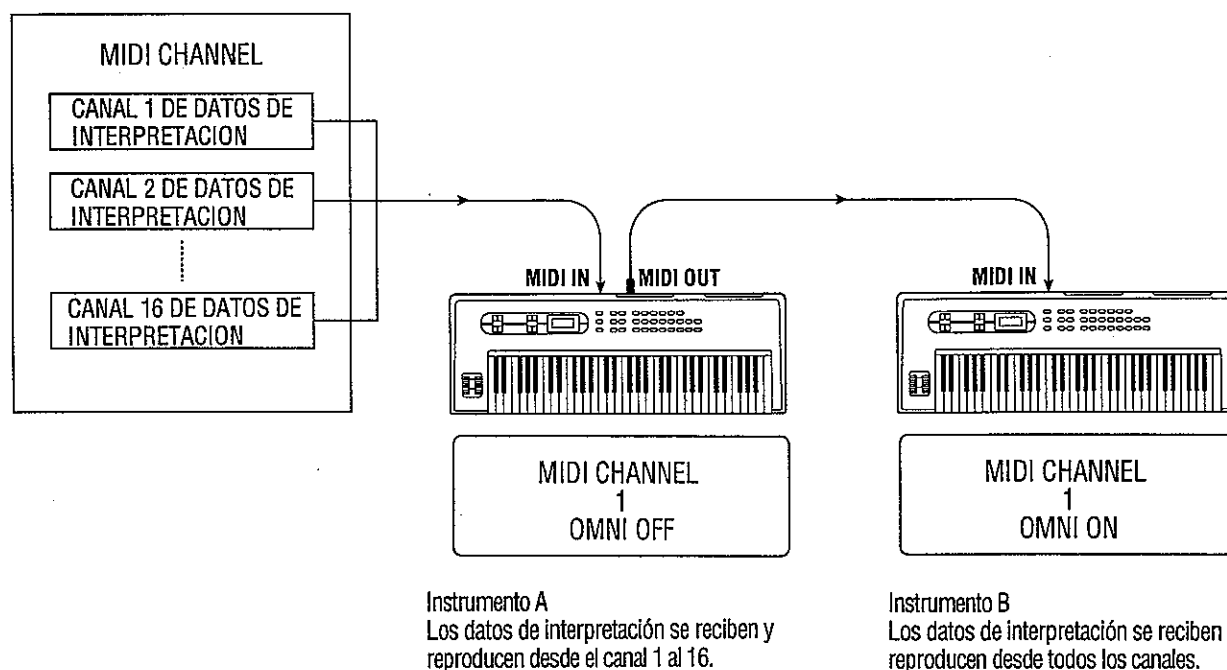 MIDI CHANNEL
CANAL 1 DE DATOS DE
INTERPRETACION
CANAL 2 DE DATOS DE
INTERPRETACION
CANAL 16 DE DATOS DE
INTERPRETACION
MIDI IN
MIDI OUT
MIDI IN
MIDI CHANNEL
1
OMNI OFF
MIDI CHANNEL
1
OMNI ON
Instrumento A
Los datos de interpretación se reciben y
reproducen desde el canal 1 al 16.
Instrumento B
Los datos de interpretación se reciben
reproducen desde todos los canales.